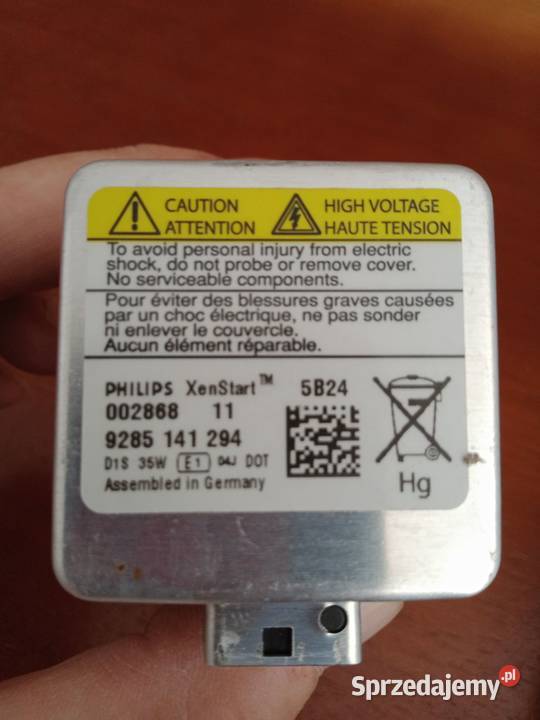 CAUTION
ATTENTION
HIGH VOLTAGE
HAUTE TENSION
To avoid personal injury from electric
shock, do not probe or remove cover.
No serviceable components.
Pour éviter des blessures graves causées
par un choc électrique, ne pas sonder
ni enlever le couvercle.
Aucun élément réparable.
PHILIPS XenStart™ 5B24
002868 11
9285 141 294
D1S 35W E1 04J DOT
Assembled in Germany
Hg
Sprzedajemy.pl